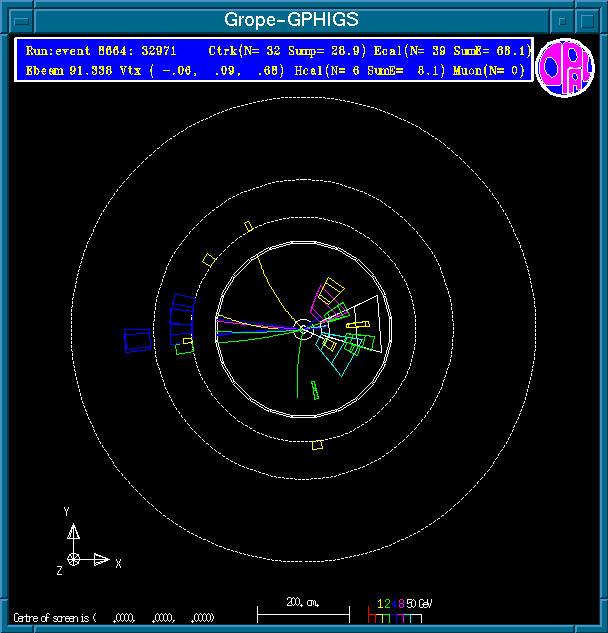 Grope-GPHIGS
Run:event 8664: 32971 Ctrk(N= 32 Sump= 28.9) Ecal(N= 39 SumE= 68.1)
Ebeam 91.338 Vtx ( -.06, .09, .68) Hcal(N= 6 SumE= 8.1) Muon(N= 0)
OPAL
Y
X
Z
200. cm.
1 2 4 8 50 GeV
Centre of screen is ( .0000, .0000, .0000)